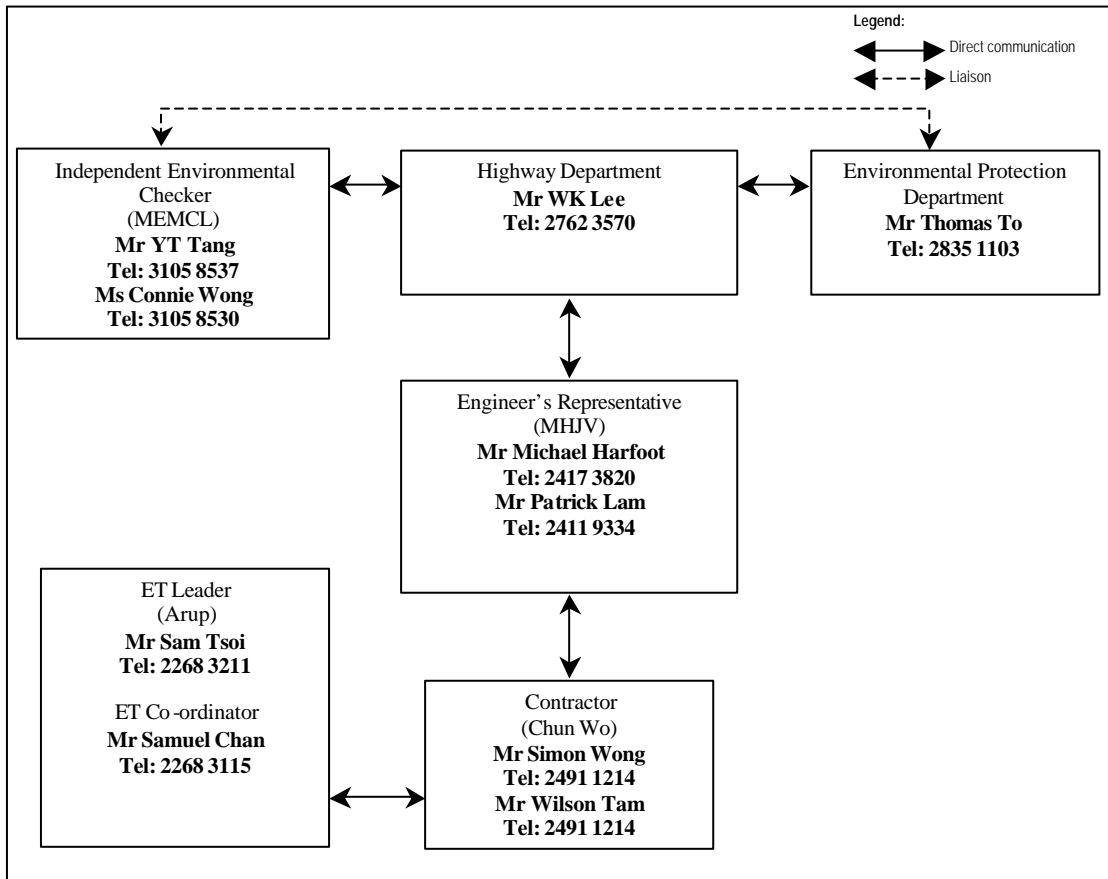 Legend:
Direct communication
Liaison
Independent Environmental
Checker
(MEMCL)
Mr YT Tang
Tel: 3105 8537
Ms Connie Wong
Tel: 3105 8530
Highway Department
Mr WK Lee
Tel: 2762 3570
Environmental Protection
Department
Mr Thomas To
Tel: 2835 1103
Engineer’s Representative
(MHJV)
Mr Michael Harfoot
Tel: 2417 3820
Mr Patrick Lam
Tel: 2411 9334
ET Leader
(Arup)
Mr Sam Tsoi
Tel: 2268 3211
ET Co-ordinator
Mr Samuel Chan
Tel: 2268 3115
Contractor
(Chun Wo)
Mr Simon Wong
Tel: 2491 1214
Mr Wilson Tam
Tel: 2491 1214